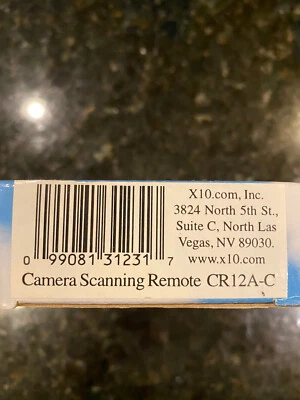 X10.com, Inc.
3824 North 5th St.,
Suite C, North Las
Vegas, NV 89030.
www.x10.com
0 99081 31231 7
Camera Scanning Remote CR12A-C